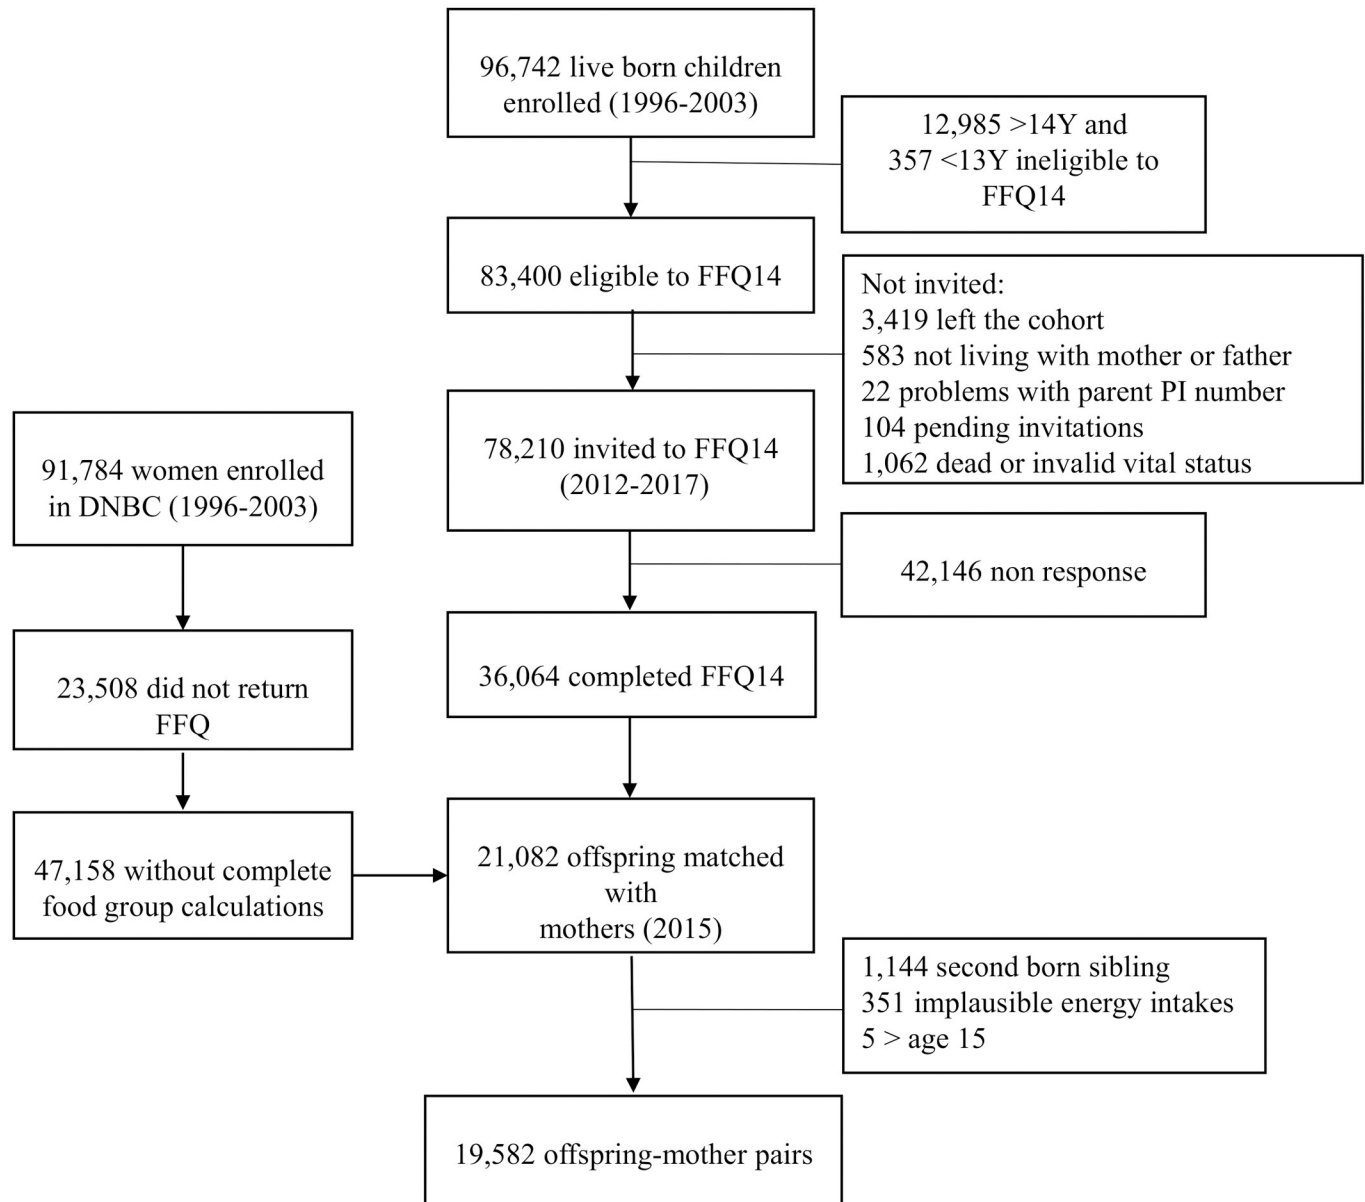 96,742 live born children
enrolled (1996-2003)
12,985 >14Y and
357 <13Y ineligible to
FFQ14
83,400 eligible to FFQ14
Not invited:
3,419 left the cohort
583 not living with mother or father
22 problems with parent PI number
104 pending invitations
1,062 dead or invalid vital status
78,210 invited to FFQ14
(2012-2017)
91,784 women enrolled
in DNBC (1996-2003)
42,146 non response
23,508 did not return
FFQ
36,064 completed FFQ14
47,158 without complete
food group calculations
21,082 offspring matched
with
mothers (2015)
1,144 second born sibling
351 implausible energy intakes
5 > age 15
19,582 offspring-mother pairs